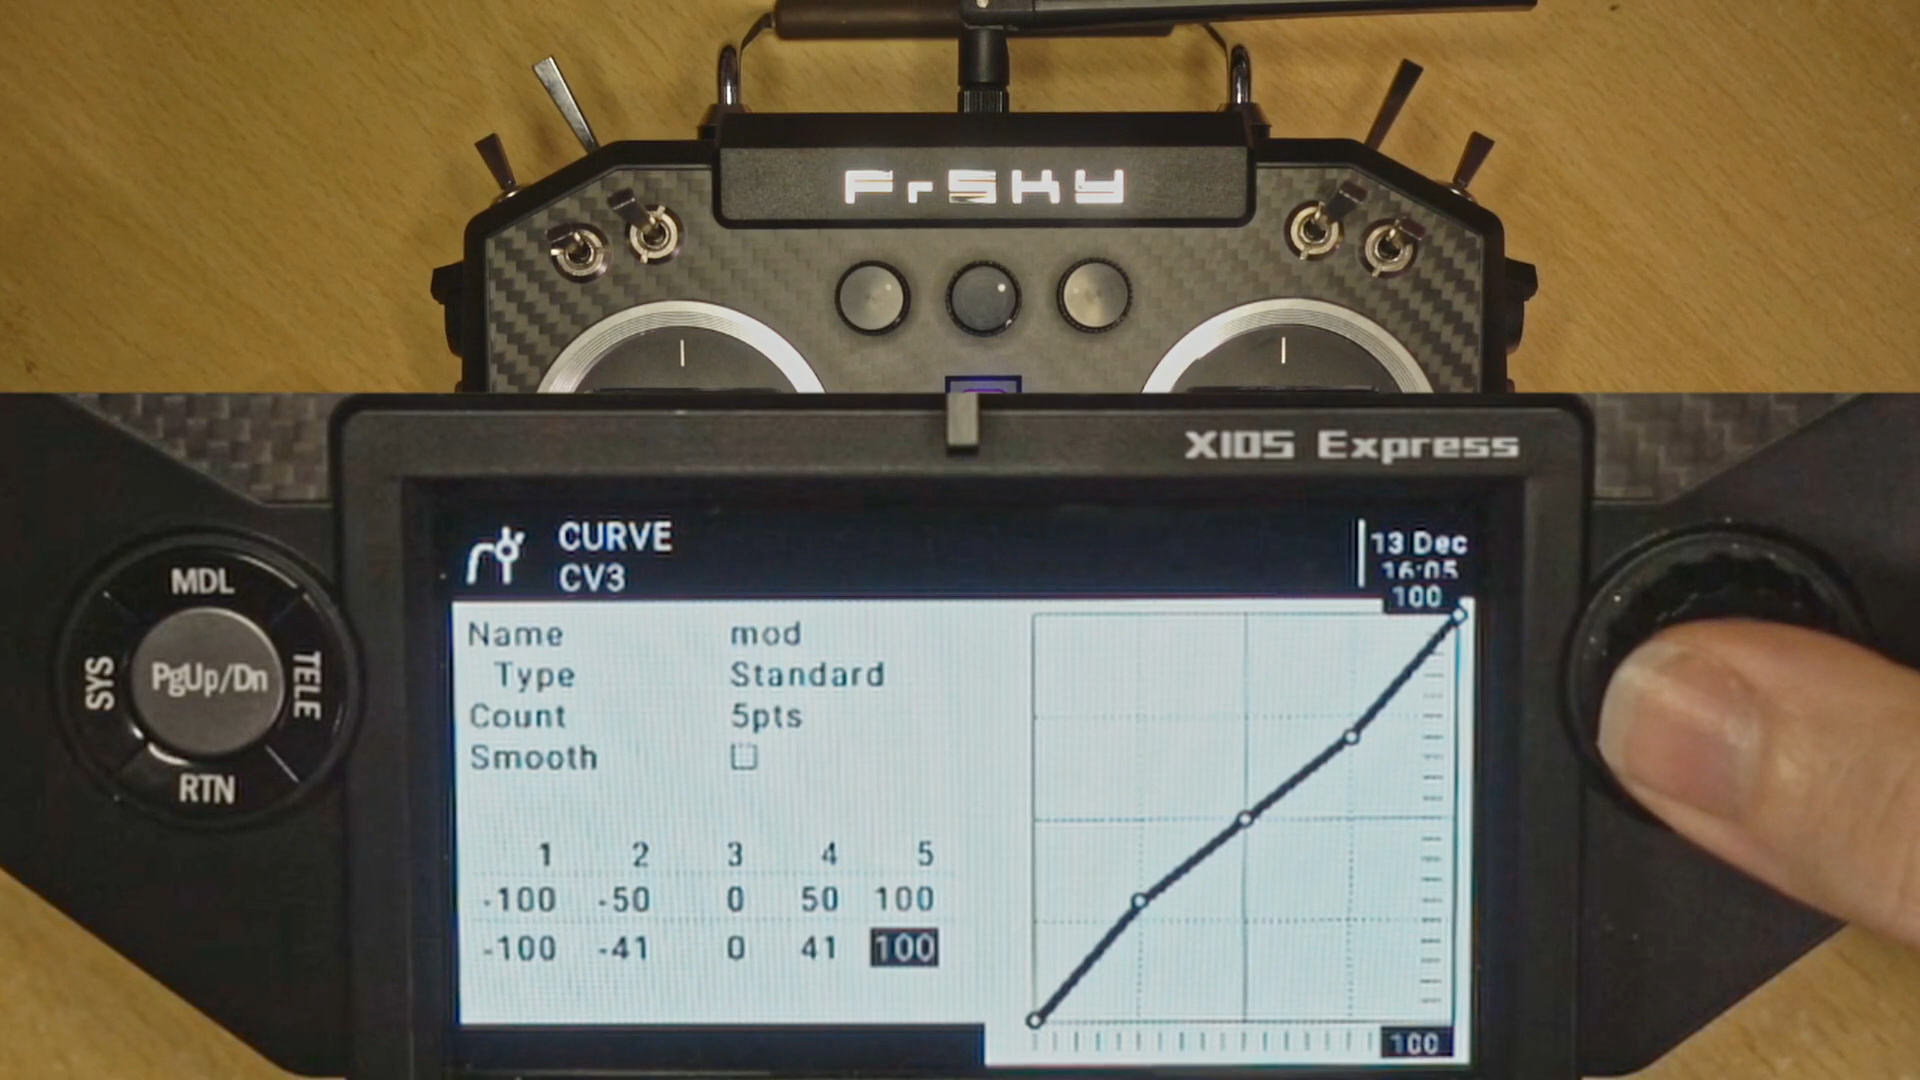 FrSKY
X10S Express
MDL
SYS
PgUp/Dn
TELE
RTN
CURVE
CV3
13 Dec
16:05
100
Name mod
Type Standard
Count 5pts
Smooth
1 2 3 4 5
-100 -50 0 50 100
-100 -41 0 41 100
100